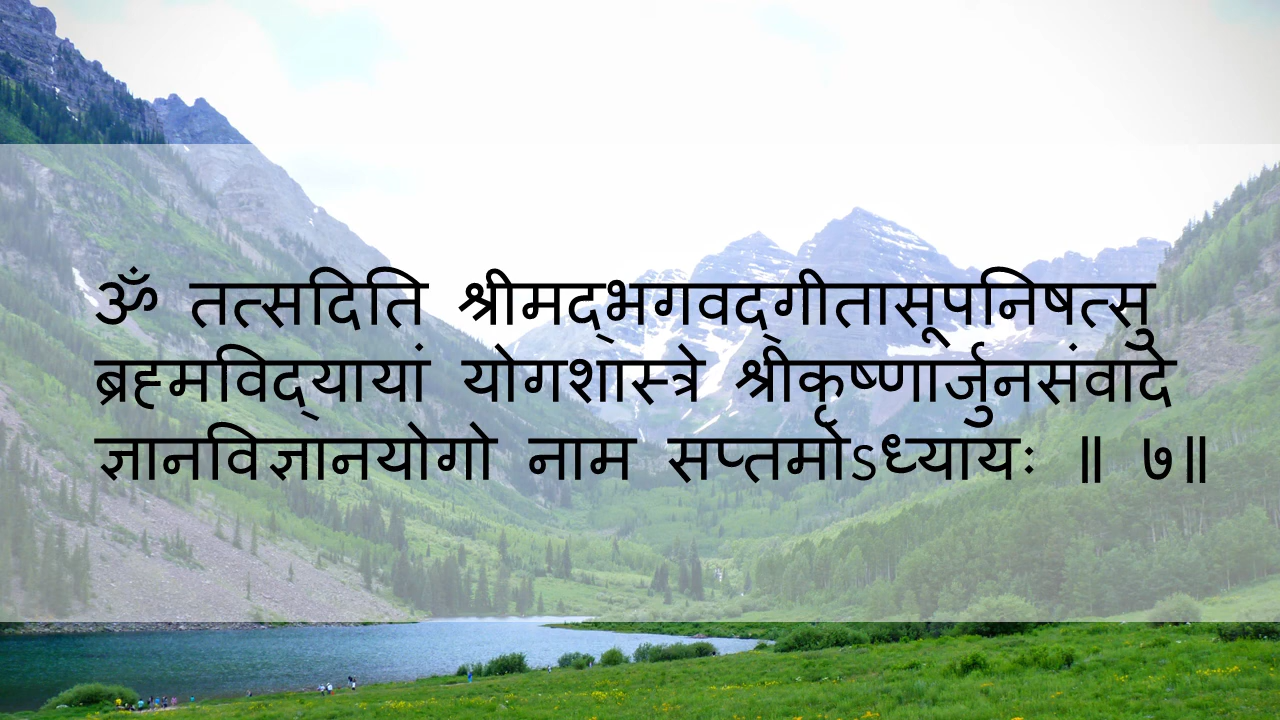 ॐ तत्सदिति श्रीमद्‌भगवद्‌गीतासूपनिषत्सु
ब्रह्मविद्‌यायां योगशास्त्रे श्रीकृष्णार्जुनसंवादे
ज्ञानविज्ञानयोगो नाम सप्तमोऽध्यायः ॥ ७॥